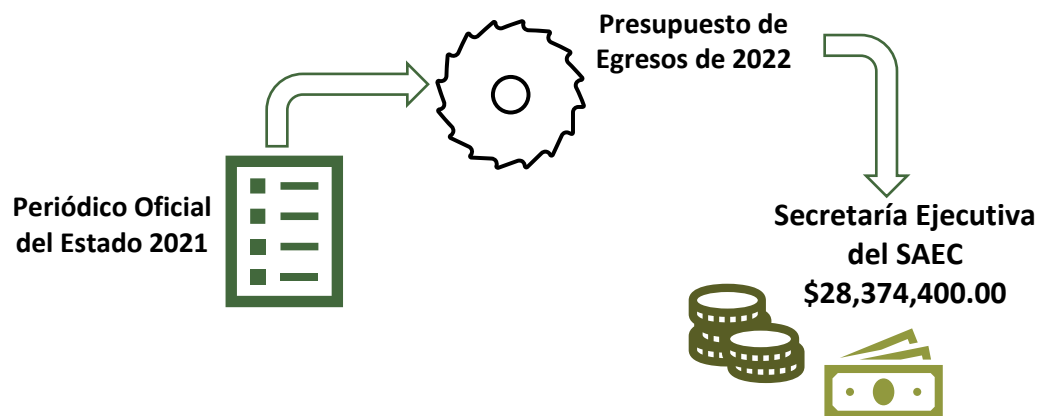 Periódico Oficial
del Estado 2021
Presupuesto de
Egresos de 2022
Secretaría Ejecutiva
del SAEC
$28,374,400.00